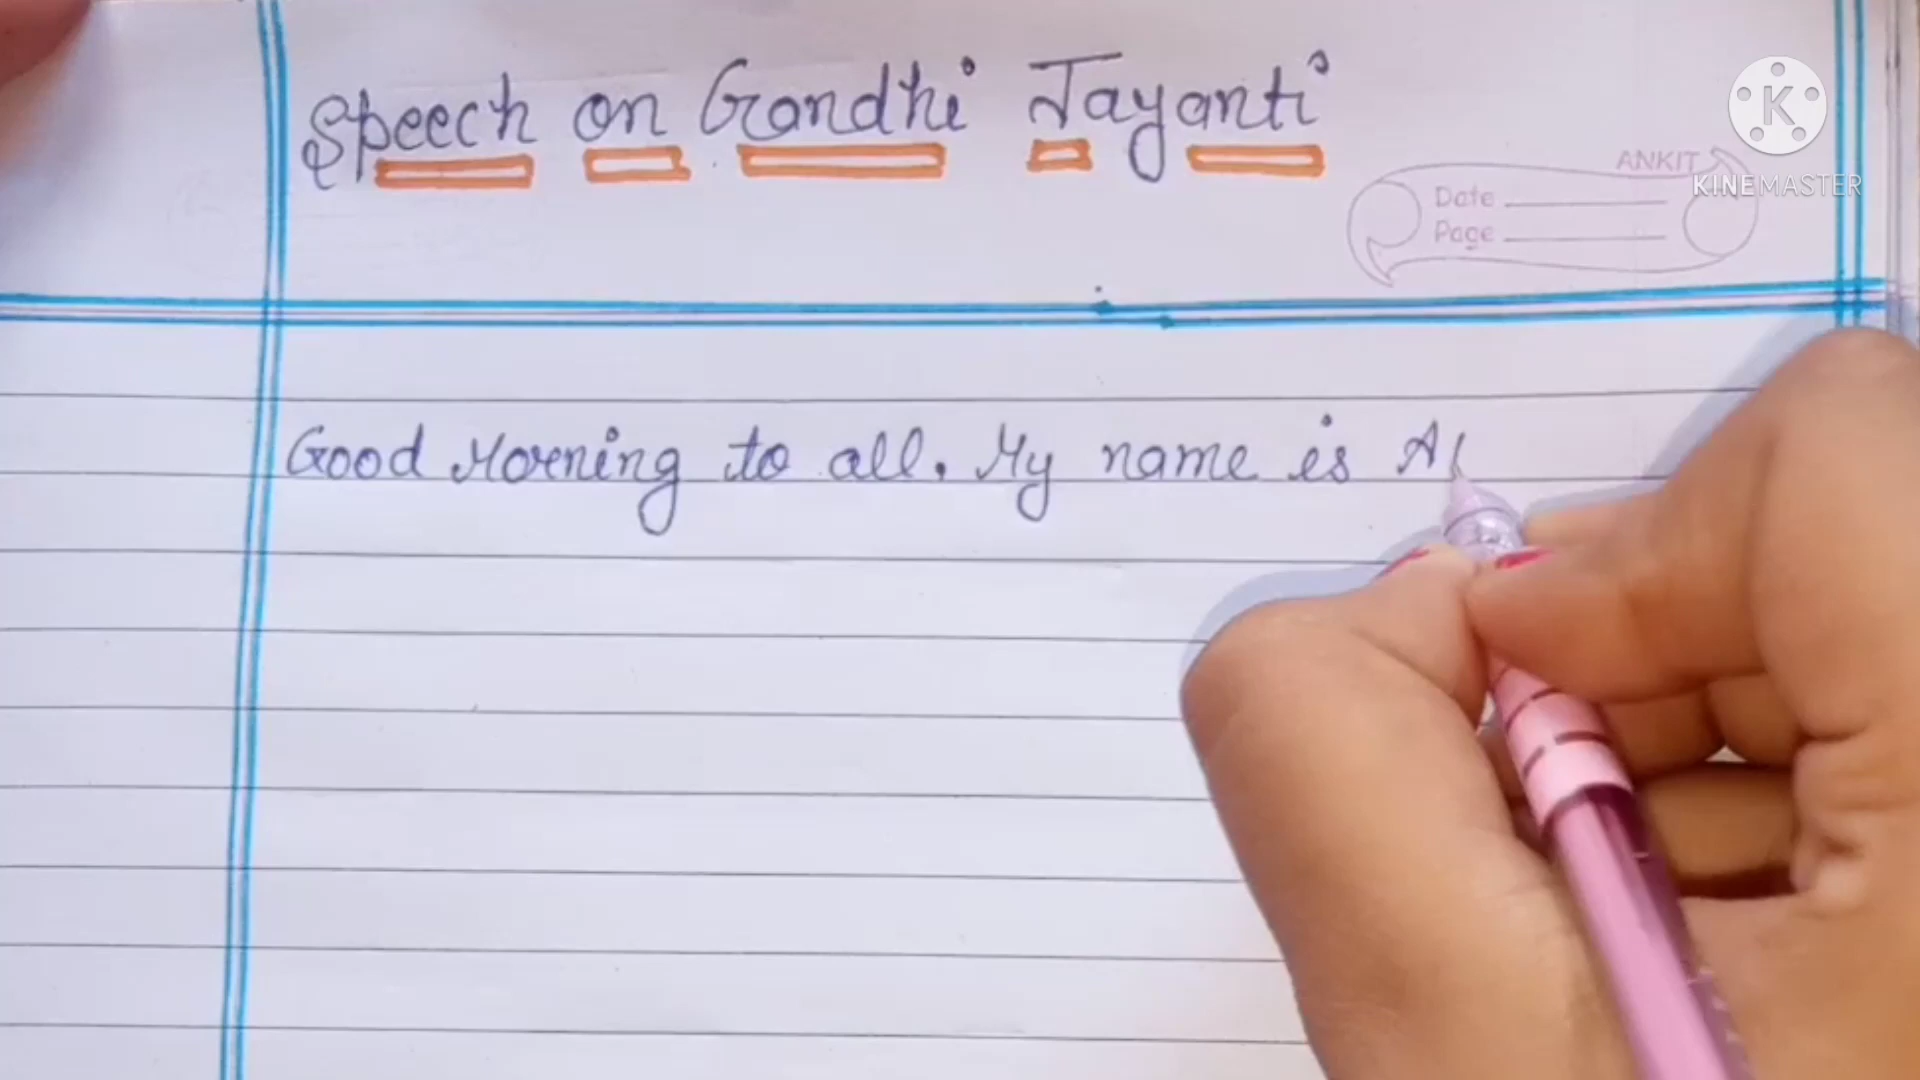 Speech on Gandhi Jayanti
K
KINEMASTER
ANKIT
Date
Page
Good Morning to all. My name is